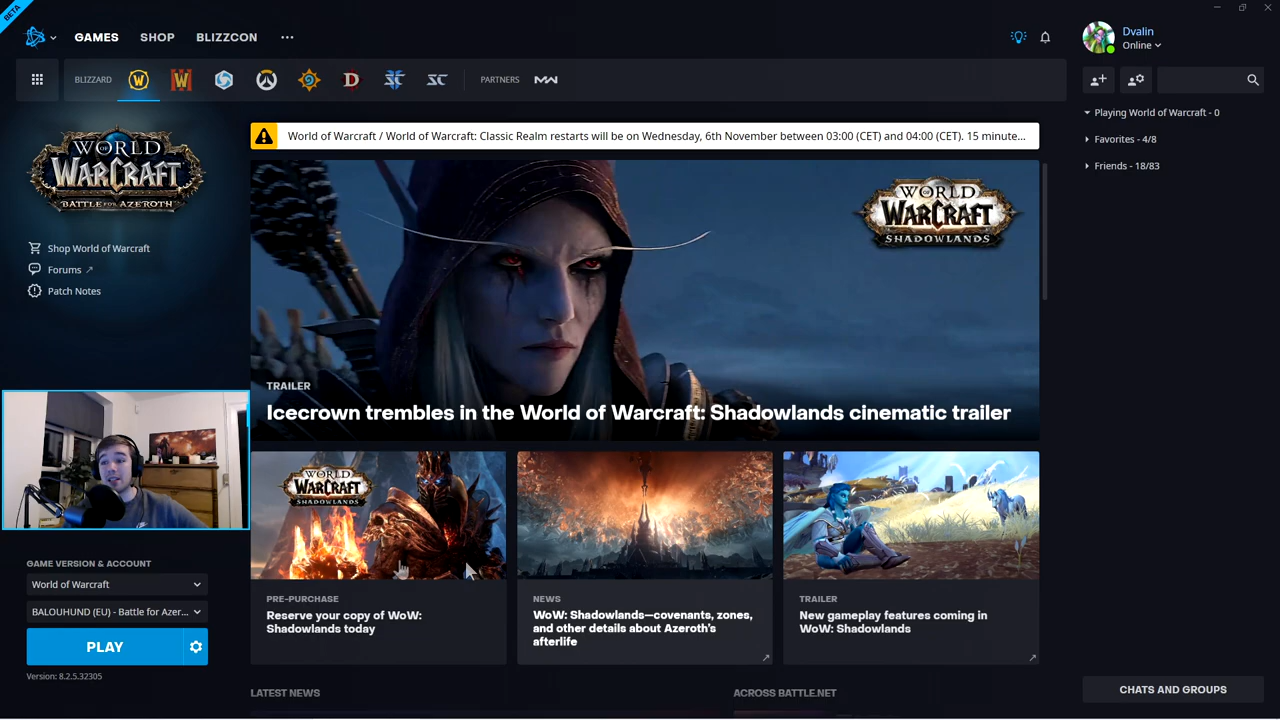 BETA
GAMES
SHOP
BLIZZCON
Dvalin
Online
BLIZZARD
PARTNERS
Playing World of Warcraft - 0
Favorites - 4/8
Friends - 18/83
WORLD
OF
WARCRAFT
BATTLE FOR AZEROTH
Shop World of Warcraft
Forums
Patch Notes
World of Warcraft / World of Warcraft: Classic Realm restarts will be on Wednesday, 6th November between 03:00 (CET) and 04:00 (CET). 15 minute...
WORLD
OF
WARCRAFT
SHADOWLANDS
TRAILER
Icecrown trembles in the World of Warcraft: Shadowlands cinematic trailer
WORLD
OF
WARCRAFT
SHADOWLANDS
PRE-PURCHASE
Reserve your copy of WoW:
Shadowlands today
NEWS
WoW: Shadowlands—covenants, zones,
and other details about Azeroth's
afterlife
TRAILER
New gameplay features coming in
WoW: Shadowlands
GAME VERSION & ACCOUNT
World of Warcraft
BALOUHUND (EU) - Battle for Azer...
PLAY
Version: 8.2.5.32305
LATEST NEWS
ACROSS BATTLE.NET
CHATS AND GROUPS